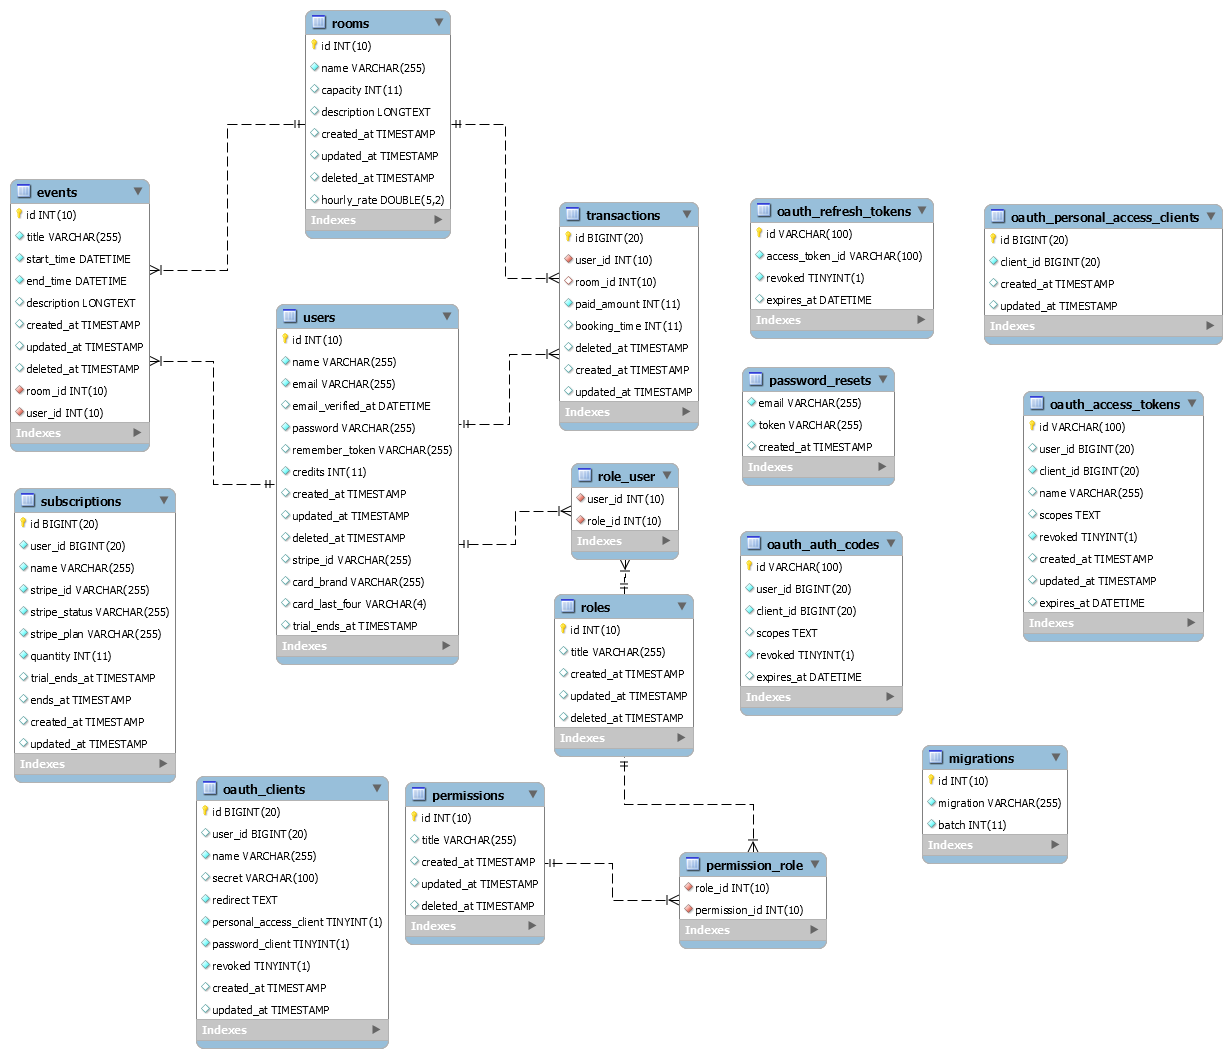 rooms
id INT(10)
name VARCHAR(255)
capacity INT(11)
description LONGTEXT
created_at TIMESTAMP
updated_at TIMESTAMP
deleted_at TIMESTAMP
hourly_rate DOUBLE(5,2)
Indexes
events
id INT(10)
title VARCHAR(255)
start_time DATETIME
end_time DATETIME
description LONGTEXT
created_at TIMESTAMP
updated_at TIMESTAMP
deleted_at TIMESTAMP
room_id INT(10)
user_id INT(10)
Indexes
users
id INT(10)
name VARCHAR(255)
email VARCHAR(255)
email_verified_at DATETIME
password VARCHAR(255)
remember_token VARCHAR(255)
credits INT(11)
created_at TIMESTAMP
updated_at TIMESTAMP
deleted_at TIMESTAMP
stripe_id VARCHAR(255)
card_brand VARCHAR(255)
card_last_four VARCHAR(4)
trial_ends_at TIMESTAMP
Indexes
transactions
id BIGINT(20)
user_id INT(10)
room_id INT(10)
paid_amount INT(11)
booking_time INT(11)
deleted_at TIMESTAMP
created_at TIMESTAMP
updated_at TIMESTAMP
Indexes
oauth_refresh_tokens
id VARCHAR(100)
access_token_id VARCHAR(100)
revoked TINYINT(1)
expires_at DATETIME
Indexes
oauth_personal_access_clients
id BIGINT(20)
client_id BIGINT(20)
created_at TIMESTAMP
updated_at TIMESTAMP
Indexes
password_resets
email VARCHAR(255)
token VARCHAR(255)
created_at TIMESTAMP
Indexes
oauth_access_tokens
id VARCHAR(100)
user_id BIGINT(20)
client_id BIGINT(20)
name VARCHAR(255)
scopes TEXT
revoked TINYINT(1)
created_at TIMESTAMP
updated_at TIMESTAMP
expires_at DATETIME
Indexes
subscriptions
id BIGINT(20)
user_id BIGINT(20)
name VARCHAR(255)
stripe_id VARCHAR(255)
stripe_status VARCHAR(255)
stripe_plan VARCHAR(255)
quantity INT(11)
trial_ends_at TIMESTAMP
ends_at TIMESTAMP
created_at TIMESTAMP
updated_at TIMESTAMP
Indexes
role_user
user_id INT(10)
role_id INT(10)
Indexes
oauth_auth_codes
id VARCHAR(100)
user_id BIGINT(20)
client_id BIGINT(20)
scopes TEXT
revoked TINYINT(1)
expires_at DATETIME
Indexes
roles
id INT(10)
title VARCHAR(255)
created_at TIMESTAMP
updated_at TIMESTAMP
deleted_at TIMESTAMP
Indexes
migrations
id INT(10)
migration VARCHAR(255)
batch INT(11)
Indexes
oauth_clients
id BIGINT(20)
user_id BIGINT(20)
name VARCHAR(255)
secret VARCHAR(100)
redirect TEXT
personal_access_client TINYINT(1)
password_client TINYINT(1)
revoked TINYINT(1)
created_at TIMESTAMP
updated_at TIMESTAMP
Indexes
permissions
id INT(10)
title VARCHAR(255)
created_at TIMESTAMP
updated_at TIMESTAMP
deleted_at TIMESTAMP
Indexes
permission_role
role_id INT(10)
permission_id INT(10)
Indexes